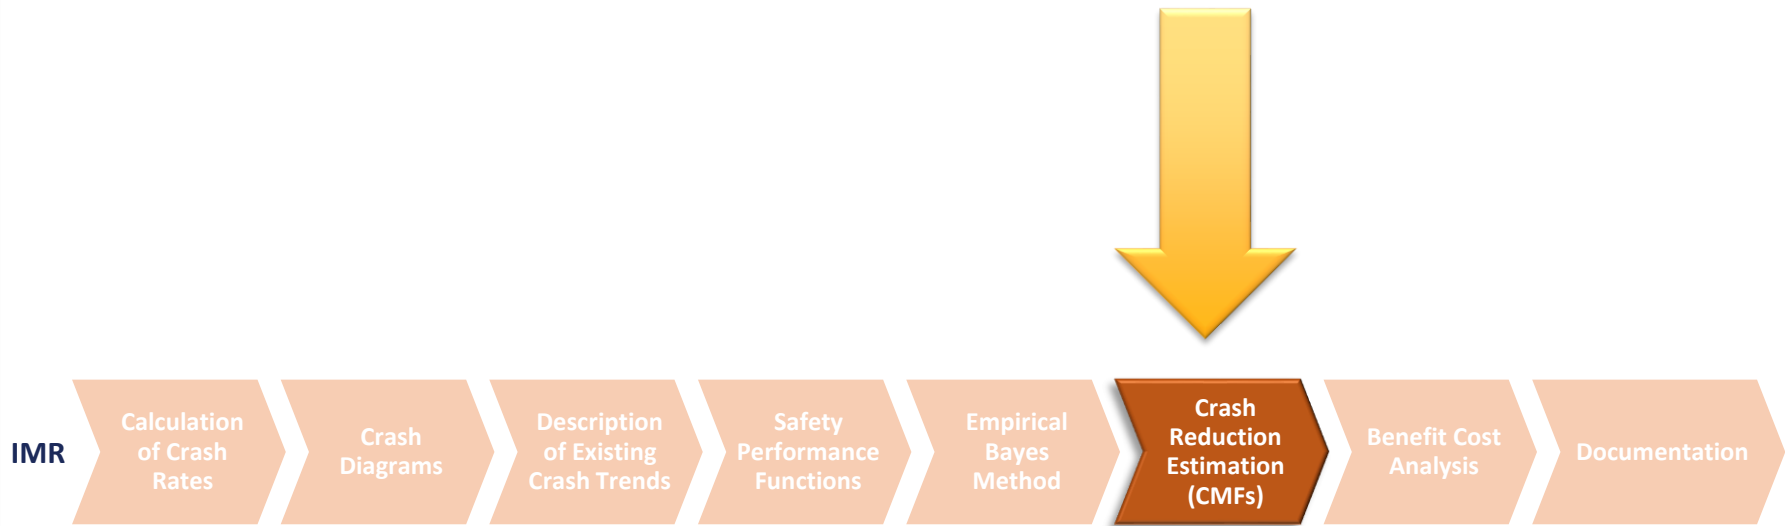 IMR
Calculation
of Crash
Rates
Crash
Diagrams
Description
of Existing
Crash Trends
Safety
Performance
Functions
Empirical
Bayes
Method
Crash
Reduction
Estimation
(CMFs)
Benefit Cost
Analysis
Documentation